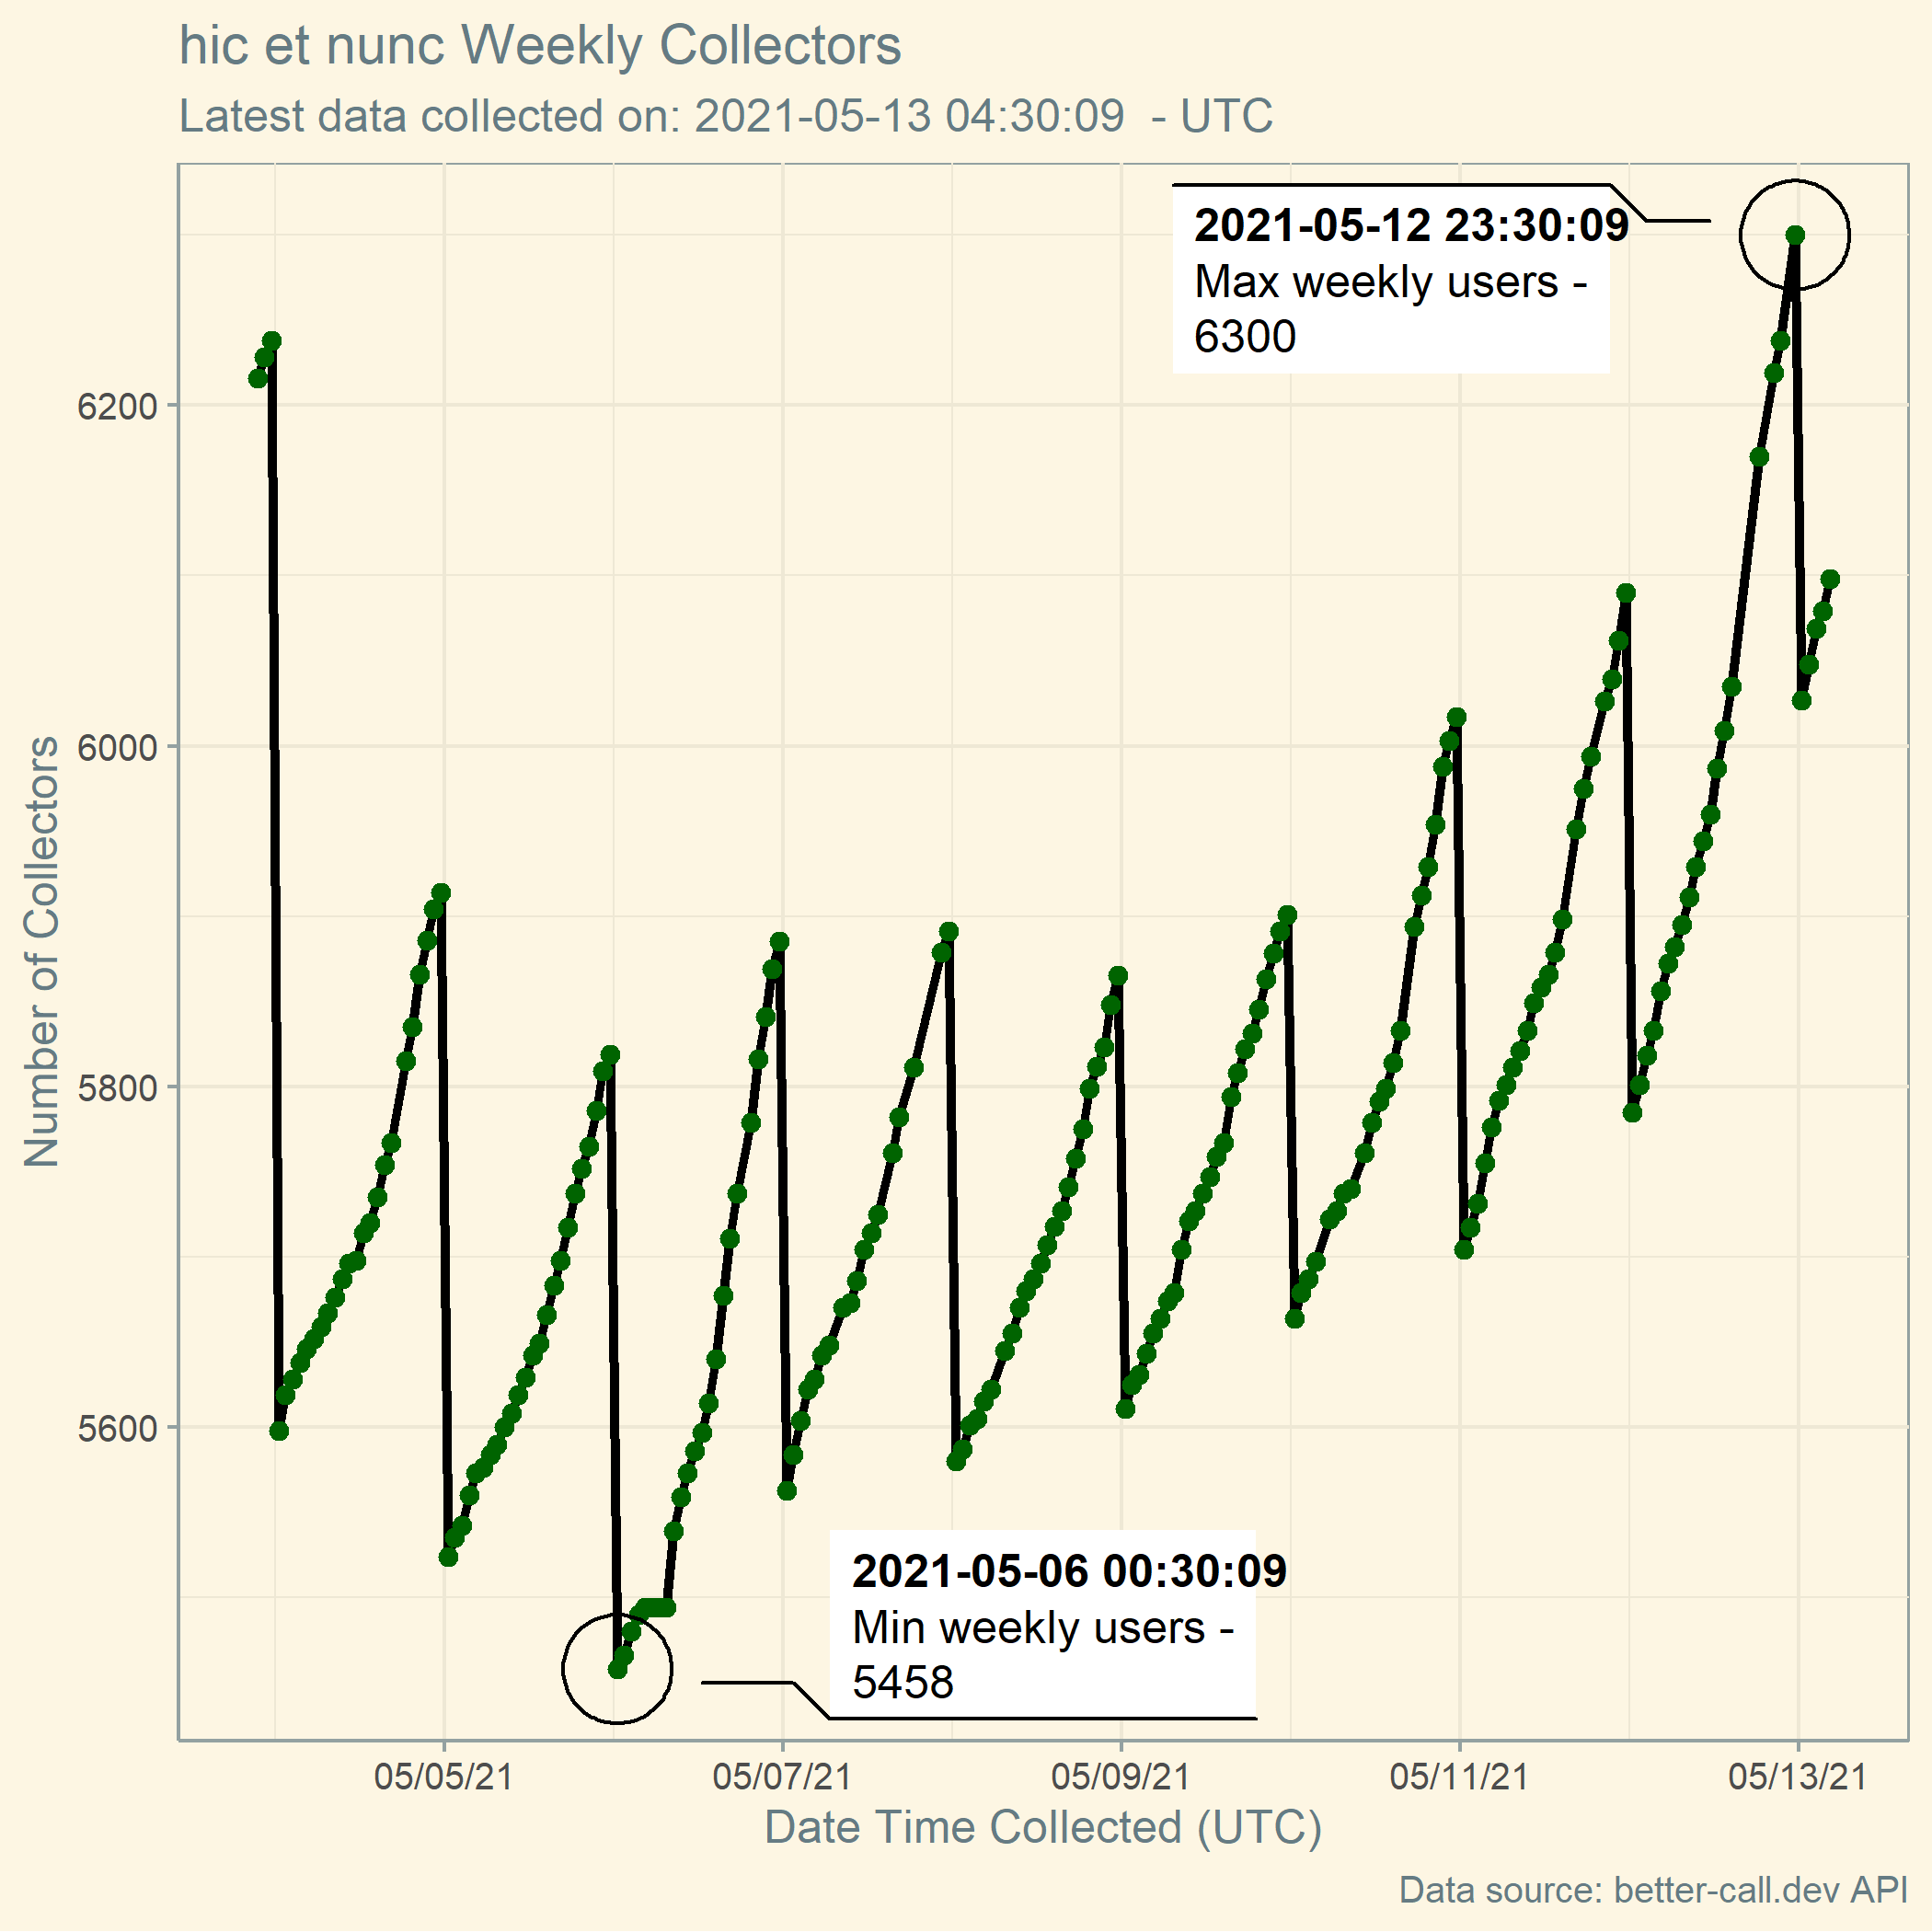 hic et nunc Weekly Collectors
Latest data collected on: 2021-05-13 04:30:09  - UTC
2021-05-12 23:30:09
Max weekly users -
6300
6200
6000
5800
5600
Number of Collectors
2021-05-06 00:30:09
Min weekly users -
5458
05/05/21
05/07/21
05/09/21
05/11/21
05/13/21
Date Time Collected (UTC)
Data source: better-call.dev API